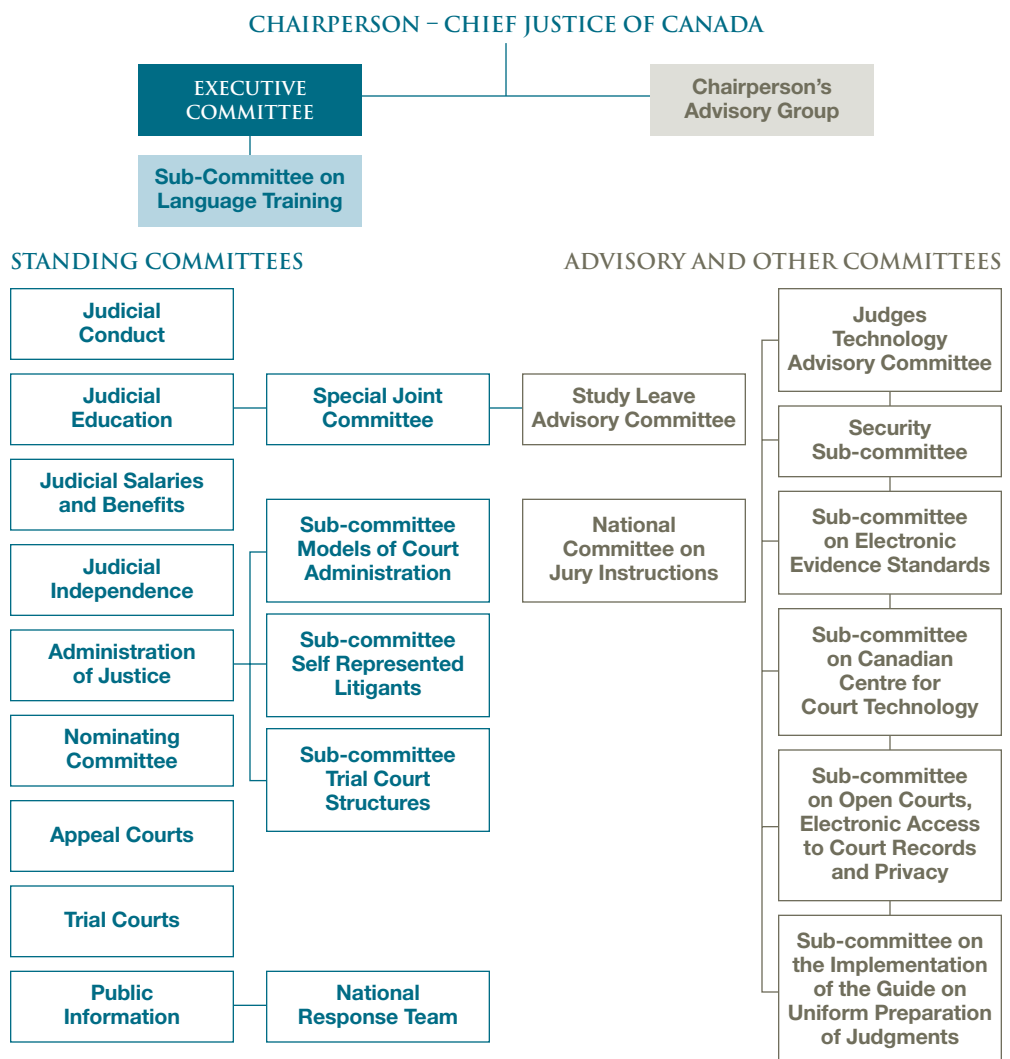 CHAIRPERSON – CHIEF JUSTICE OF CANADA
EXECUTIVE
COMMITTEE
Chairperson's
Advisory Group
Sub-Committee on
Language Training
STANDING COMMITTEES
Judicial
Conduct
Judicial
Education
Special Joint
Committee
Study Leave
Advisory Committee
Judicial Salaries
and Benefits
Judicial
Independence
Administration
of Justice
Nominating
Committee
Appeal Courts
Trial Courts
Public
Information
National
Response Team
Sub-committee
Models of Court
Administration
Sub-committee
Self Represented
Litigants
Sub-committee
Trial Court
Structures
ADVISORY AND OTHER COMMITTEES
National
Committee on
Jury Instructions
Judges
Technology
Advisory Committee
Security
Sub-committee
Sub-committee
on Electronic
Evidence Standards
Sub-committee
on Canadian
Centre for
Court Technology
Sub-committee
on Open Courts,
Electronic Access
to Court Records
and Privacy
Sub-committee on
the Implementation
of the Guide on
Uniform Preparation
of Judgments